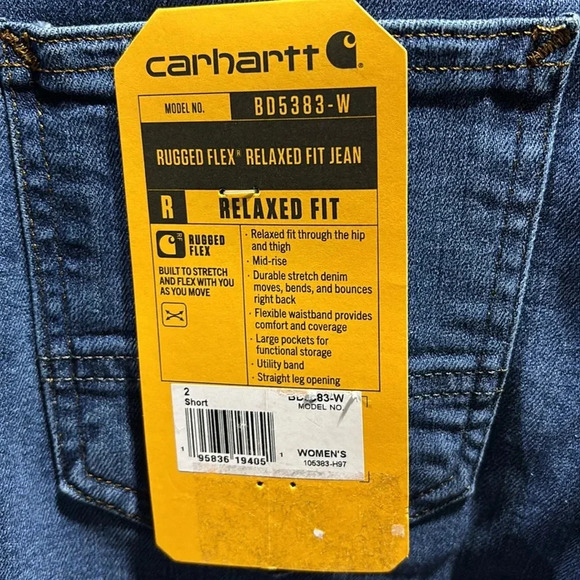 carhartt
MODEL NO. BD5383-W
RUGGED FLEX® RELAXED FIT JEAN
R RELAXED FIT
RUGGED
FLEX
BUILT TO STRETCH
AND FLEX WITH YOU
AS YOU MOVE
· Relaxed fit through the hip
and thigh
· Mid-rise
· Durable stretch denim
moves, bends, and bounces
right back
· Flexible waistband provides
comfort and coverage
· Large pockets for
functional storage
· Utility band
· Straight leg opening
2
Short
83-W
MODEL NO
1 95836 19405 1
WOMEN'S
105383-H97